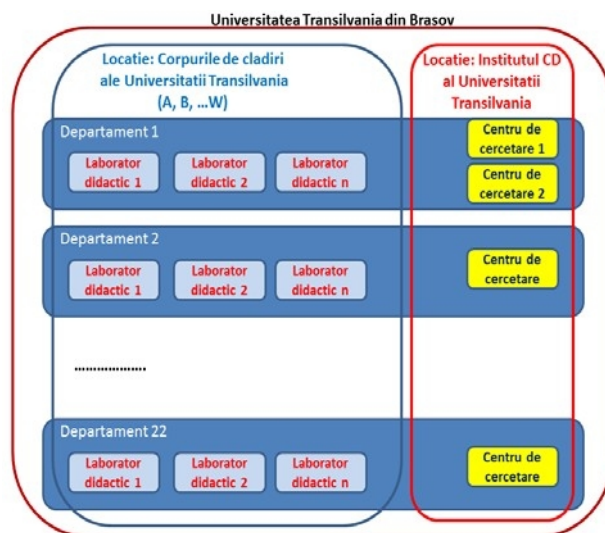 Universitatea Transilvania din Brasov
Locatie: Corpurile de cladiri
ale Universitatii Transilvania
(A, B, ...W)
Locatie: Institutul CD
al Universitatii
Transilvania
Departament 1
Laborator
didactic 1
Laborator
didactic 2
Laborator
didactic n
Centru de
cercetare 1
Centru de
cercetare 2
Departament 2
Laborator
didactic 1
Laborator
didactic 2
Laborator
didactic n
Centru de
cercetare
..................
Departament 22
Laborator
didactic 1
Laborator
didactic 2
Laborator
didactic n
Centru de
cercetare